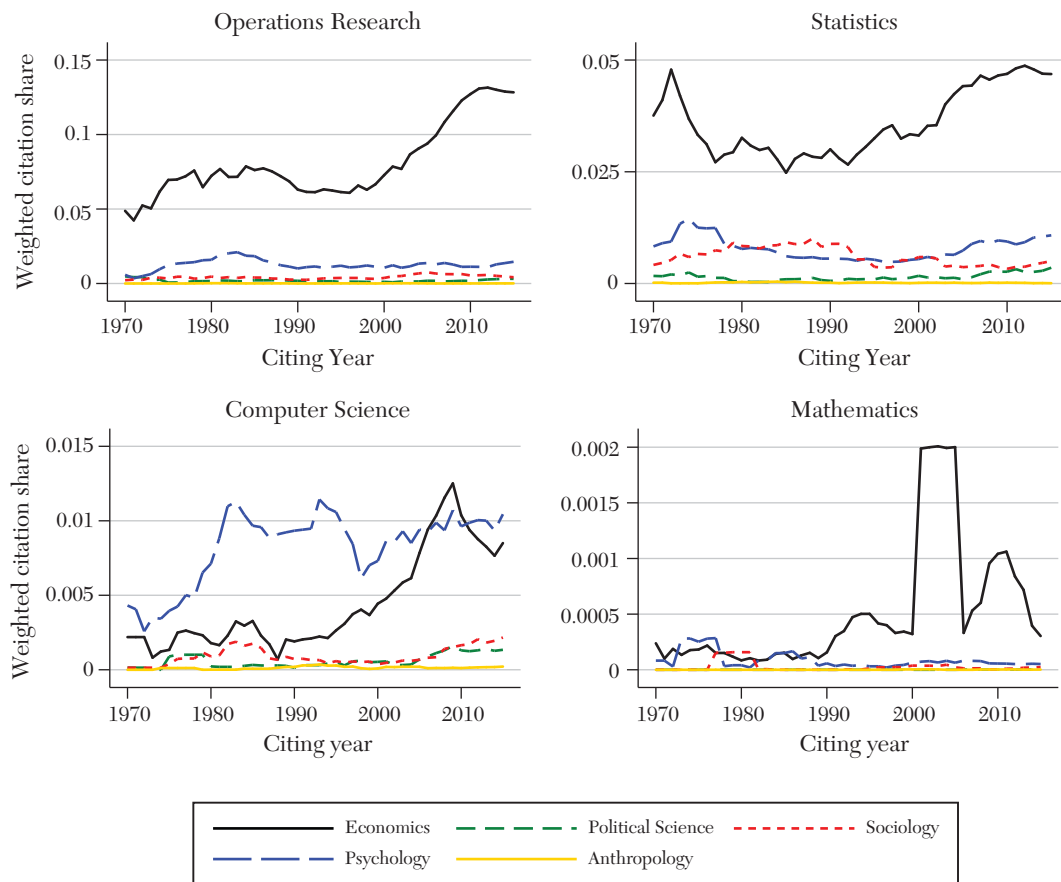 Operations Research
Weighted citation share
0.15
0.1
0.05
0
1970 1980 1990 2000 2010
Citing Year
Statistics
0.05
0.025
0
1970 1980 1990 2000 2010
Citing Year
Computer Science
Weighted citation share
0.015
0.010
0.005
0
1970 1980 1990 2000 2010
Citing year
Mathematics
0.002
0.0015
0.001
0.0005
0
1970 1980 1990 2000 2010
Citing year
Economics Political Science Sociology
Psychology Anthropology